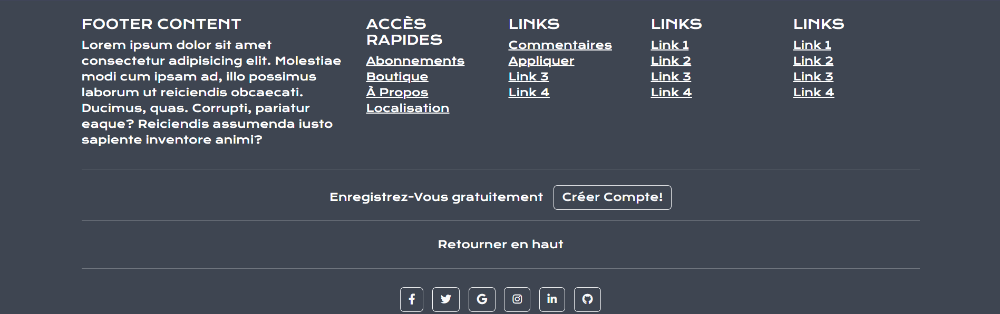 FOOTER CONTENT
Lorem ipsum dolor sit amet
consectetur adipisicing elit. Molestiae
modi cum ipsam ad, illo possimus
laborum ut reiciendis obcaecati.
Ducimus, quas. Corrupti, pariatur
eaque? Reiciendis assumenda iusto
sapiente inventore animi?
ACCÈS
RAPIDES
Abonnements
Boutique
À Propos
Localisation
LINKS
Commentaires
Appliquer
Link 3
Link 4
LINKS
Link 1
Link 2
Link 3
Link 4
LINKS
Link 1
Link 2
Link 3
Link 4
Enregistrez-Vous gratuitement
Créer Compte!
Retourner en haut